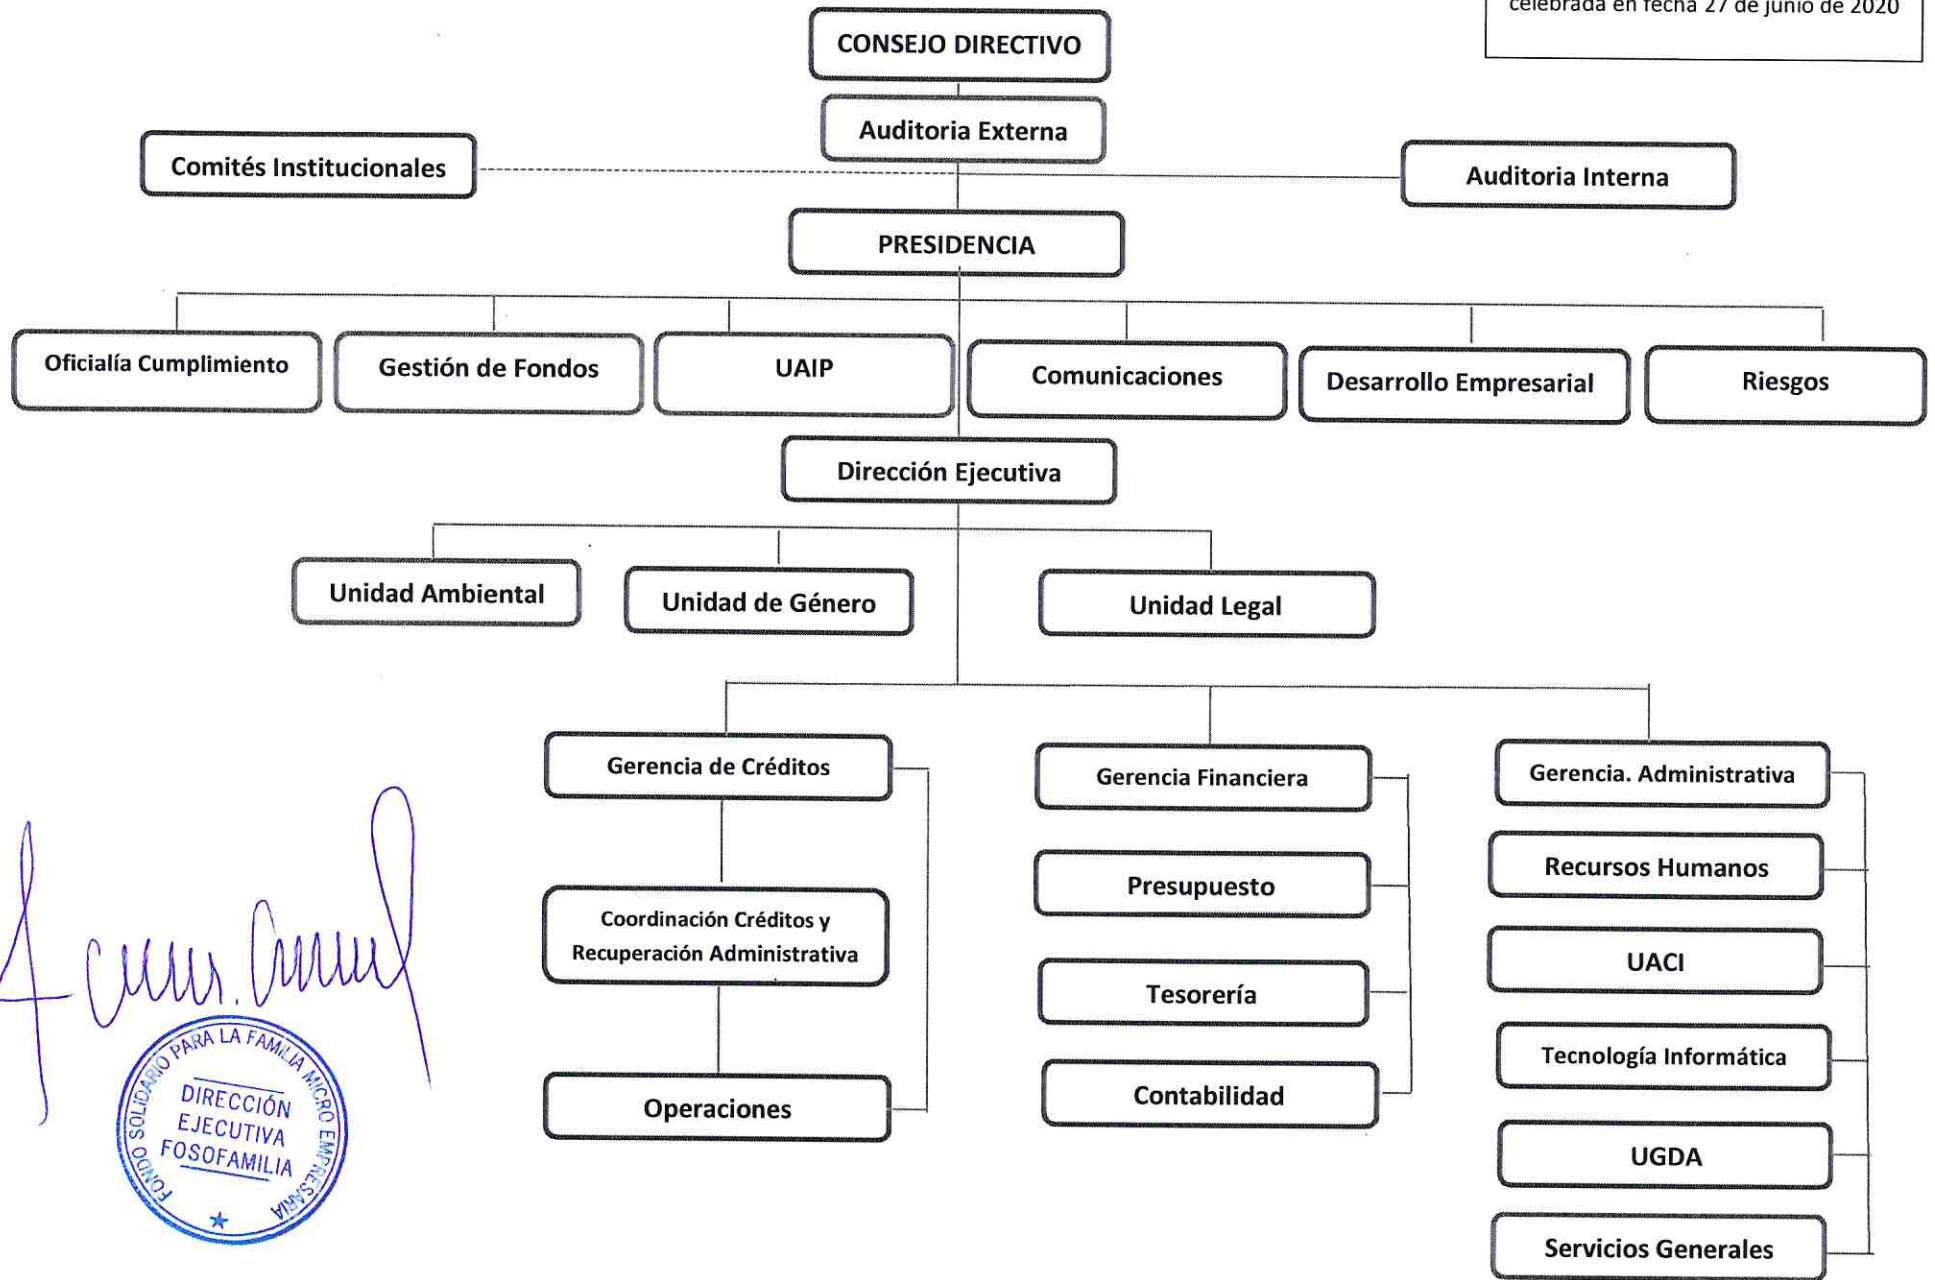 celebrada en fecha 27 de junio de 2020
CONSEJO DIRECTIVO
Auditoria Externa
Comités Institucionales
Auditoria Interna
PRESIDENCIA
Oficialía Cumplimiento
Gestión de Fondos
UAIP
Comunicaciones
Desarrollo Empresarial
Riesgos
Dirección Ejecutiva
Unidad Ambiental
Unidad de Género
Unidad Legal
Gerencia de Créditos
Gerencia Financiera
Gerencia. Administrativa
Coordinación Créditos y
Recuperación Administrativa
Operaciones
Presupuesto
Tesorería
Contabilidad
Recursos Humanos
UACI
Tecnología Informática
UGDA
Servicios Generales
FONDO SOLIDARIO PARA LA FAMILIA MICRO EMPRESARIA
DIRECCIÓN
EJECUTIVA
FOSOFAMILIA